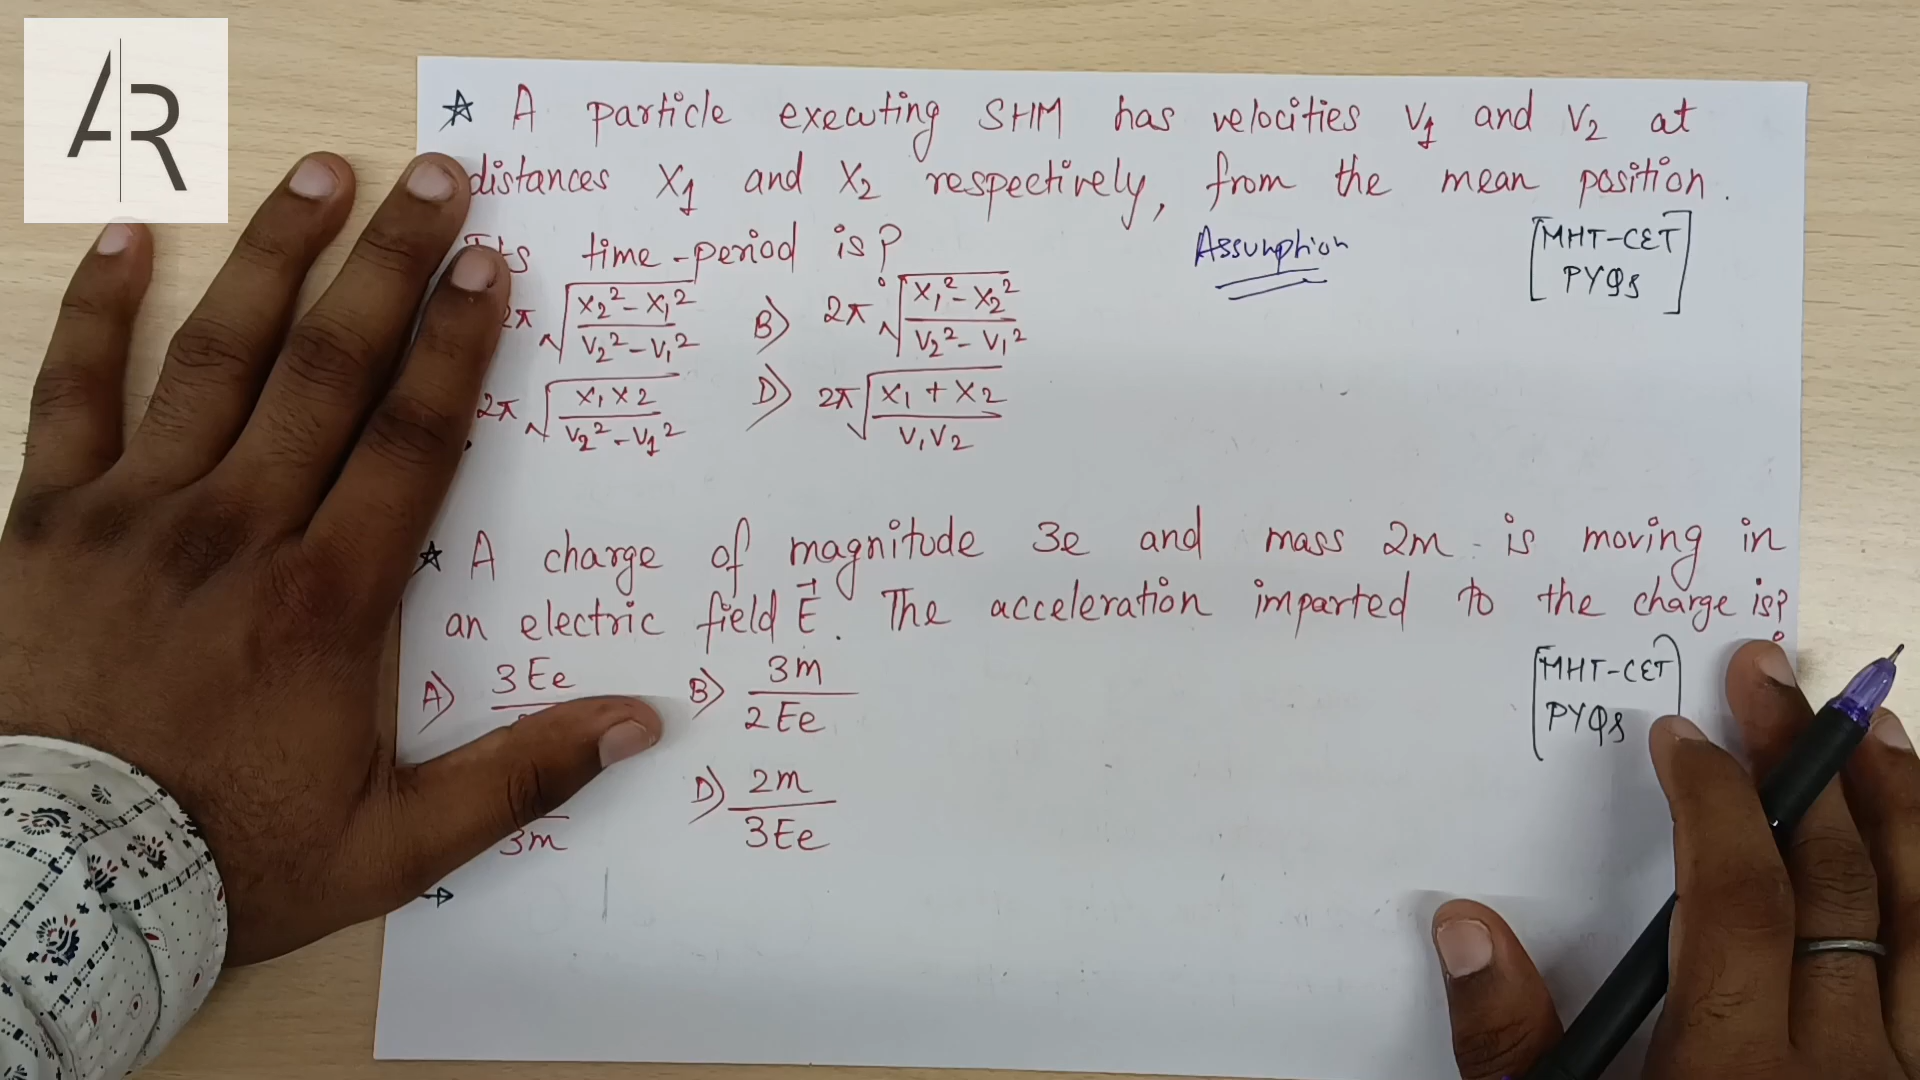 AR
☆ A particle executing SHM has velocities V1 and V2 at
distances X1 and X2 respectively, from the mean position.
time-period is?
Assumption
[MHT-CET
PYQs]
2π √((X2² - X1²)/(V2² - V1²)) B) 2π √((X1² - X2²)/(V2² - V1²))
2π √((X1 X2)/(V2² - V1²)) D) 2π √((X1 + X2)/(V1V2))
☆ A charge of magnitude 3e and mass 2m is moving in
an electric field E⃗. The acceleration imparted to the charge is?
[MHT-CET
PYQs]
A) 3Ee B) 3m
2Ee
D) 2m
3m 3Ee
→